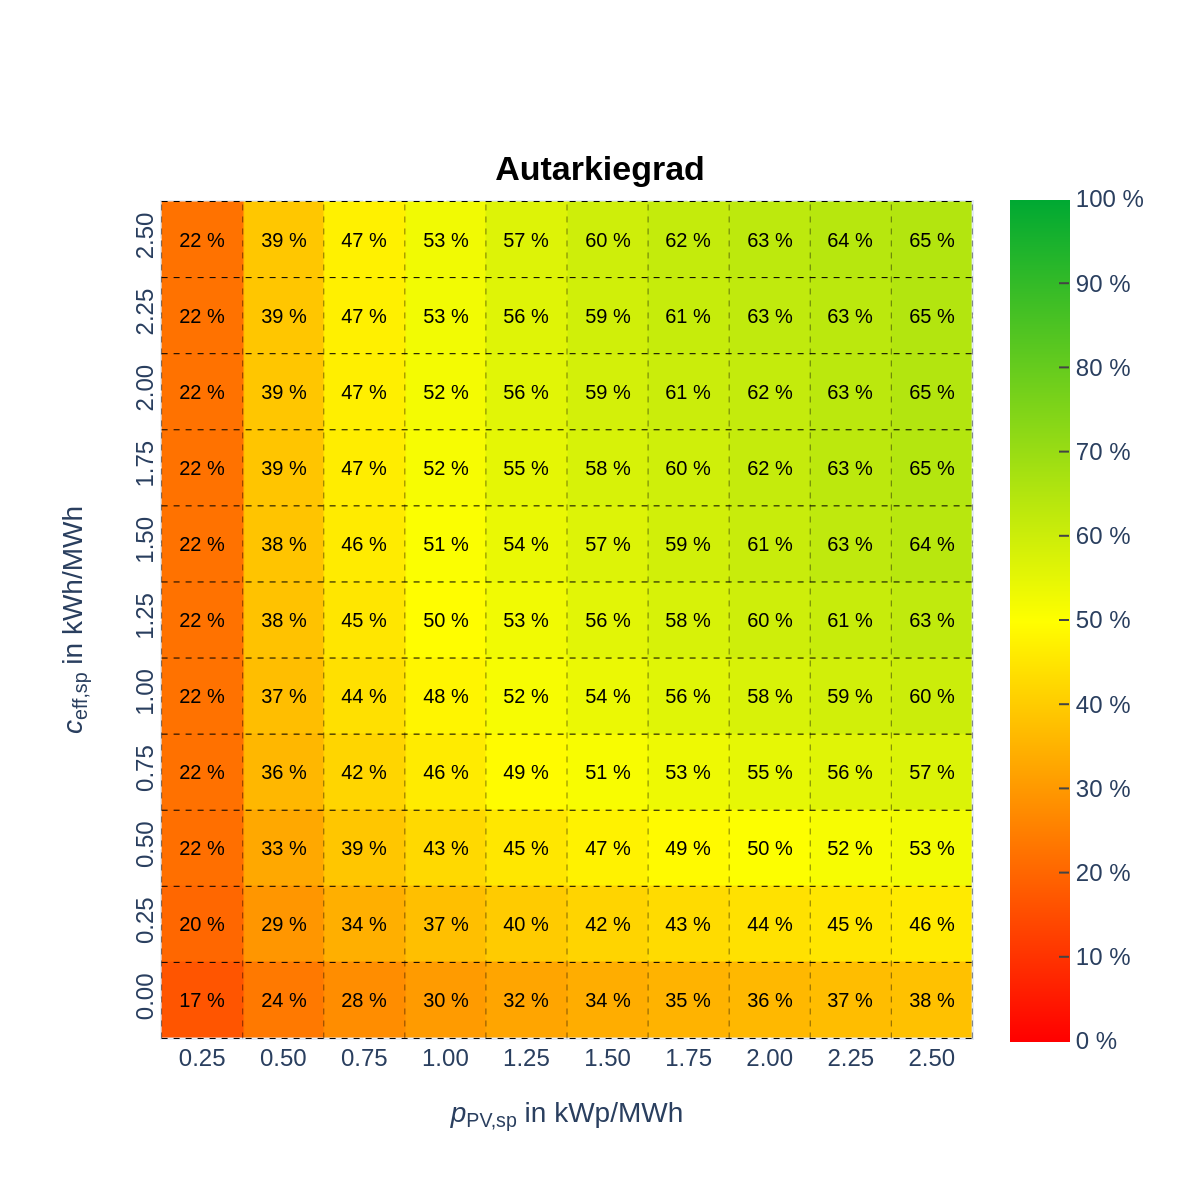 Autarkiegrad
2.50 22 % 39 % 47 % 53 % 57 % 60 % 62 % 63 % 64 % 65 %
2.25 22 % 39 % 47 % 53 % 56 % 59 % 61 % 63 % 63 % 65 %
2.00 22 % 39 % 47 % 52 % 56 % 59 % 61 % 62 % 63 % 65 %
1.75 22 % 39 % 47 % 52 % 55 % 58 % 60 % 62 % 63 % 65 %
1.50 22 % 38 % 46 % 51 % 54 % 57 % 59 % 61 % 63 % 64 %
1.25 22 % 38 % 45 % 50 % 53 % 56 % 58 % 60 % 61 % 63 %
1.00 22 % 37 % 44 % 48 % 52 % 54 % 56 % 58 % 59 % 60 %
0.75 22 % 36 % 42 % 46 % 49 % 51 % 53 % 55 % 56 % 57 %
0.50 22 % 33 % 39 % 43 % 45 % 47 % 49 % 50 % 52 % 53 %
0.25 20 % 29 % 34 % 37 % 40 % 42 % 43 % 44 % 45 % 46 %
0.00 17 % 24 % 28 % 30 % 32 % 34 % 35 % 36 % 37 % 38 %
0.25 0.50 0.75 1.00 1.25 1.50 1.75 2.00 2.25 2.50
pPV,sp in kWp/MWh
ceff,sp in kWh/MWh
100 %
90 %
80 %
70 %
60 %
50 %
40 %
30 %
20 %
10 %
0 %